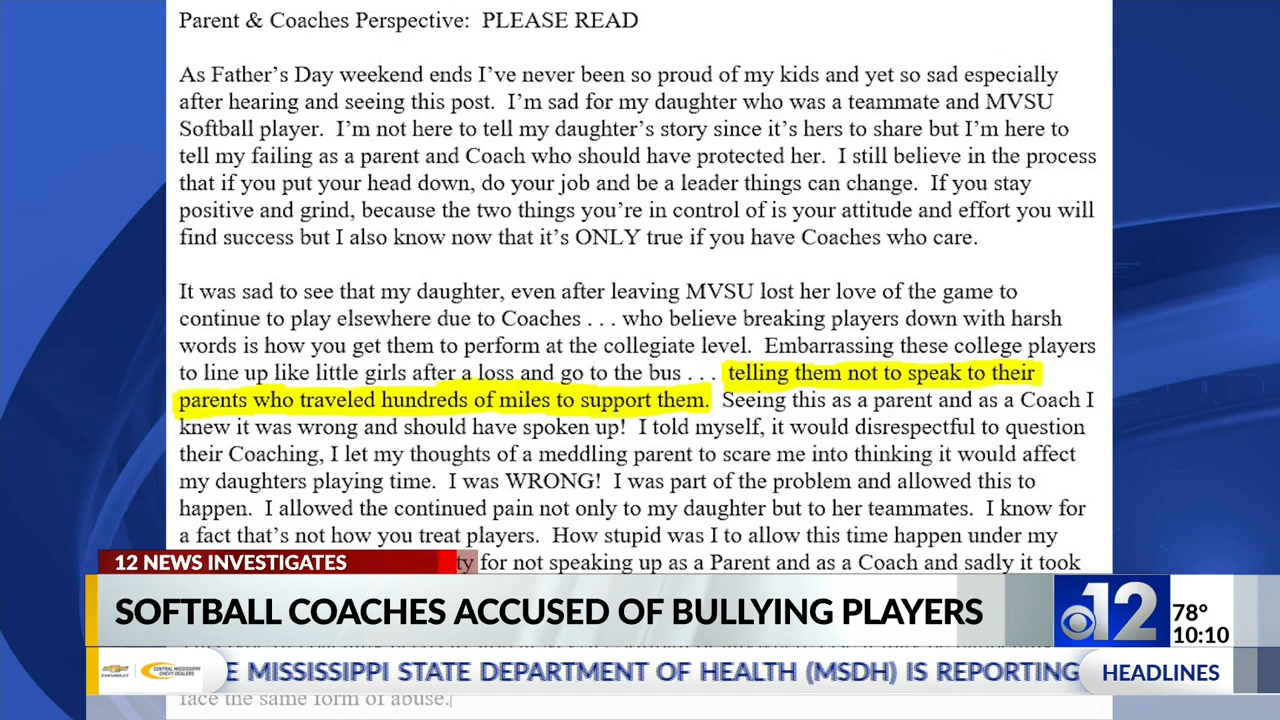 Parent & Coaches Perspective: PLEASE READ
As Father's Day weekend ends I've never been so proud of my kids and yet so sad especially
after hearing and seeing this post. I'm sad for my daughter who was a teammate and MVSU
Softball player. I'm not here to tell my daughter's story since it's hers to share but I'm here to
tell my failing as a parent and Coach who should have protected her. I still believe in the process
that if you put your head down, do your job and be a leader things can change. If you stay
positive and grind, because the two things you're in control of is your attitude and effort you will
find success but I also know now that it's ONLY true if you have Coaches who care.
It was sad to see that my daughter, even after leaving MVSU lost her love of the game to
continue to play elsewhere due to Coaches . . . who believe breaking players down with harsh
words is how you get them to perform at the collegiate level. Embarrassing these college players
to line up like little girls after a loss and go to the bus . . . telling them not to speak to their
parents who traveled hundreds of miles to support them. Seeing this as a parent and as a Coach I
knew it was wrong and should have spoken up! I told myself, it would disrespectful to question
their Coaching, I let my thoughts of a meddling parent to scare me into thinking it would affect
my daughters playing time. I was WRONG! I was part of the problem and allowed this to
happen. I allowed the continued pain not only to my daughter but to her teammates. I know for
a fact that's not how you treat players. How stupid was I to allow this time happen under my
ty for not speaking up as a Parent and as a Coach and sadly it took
12 NEWS INVESTIGATES
SOFTBALL COACHES ACCUSED OF BULLYING PLAYERS
12
78°
10:10
CHEVROLET
CENTRAL MISSISSIPPI
CHEVY DEALERS
E MISSISSIPPI STATE DEPARTMENT OF HEALTH (MSDH) IS REPORTING
HEADLINES
face the same form of abuse.